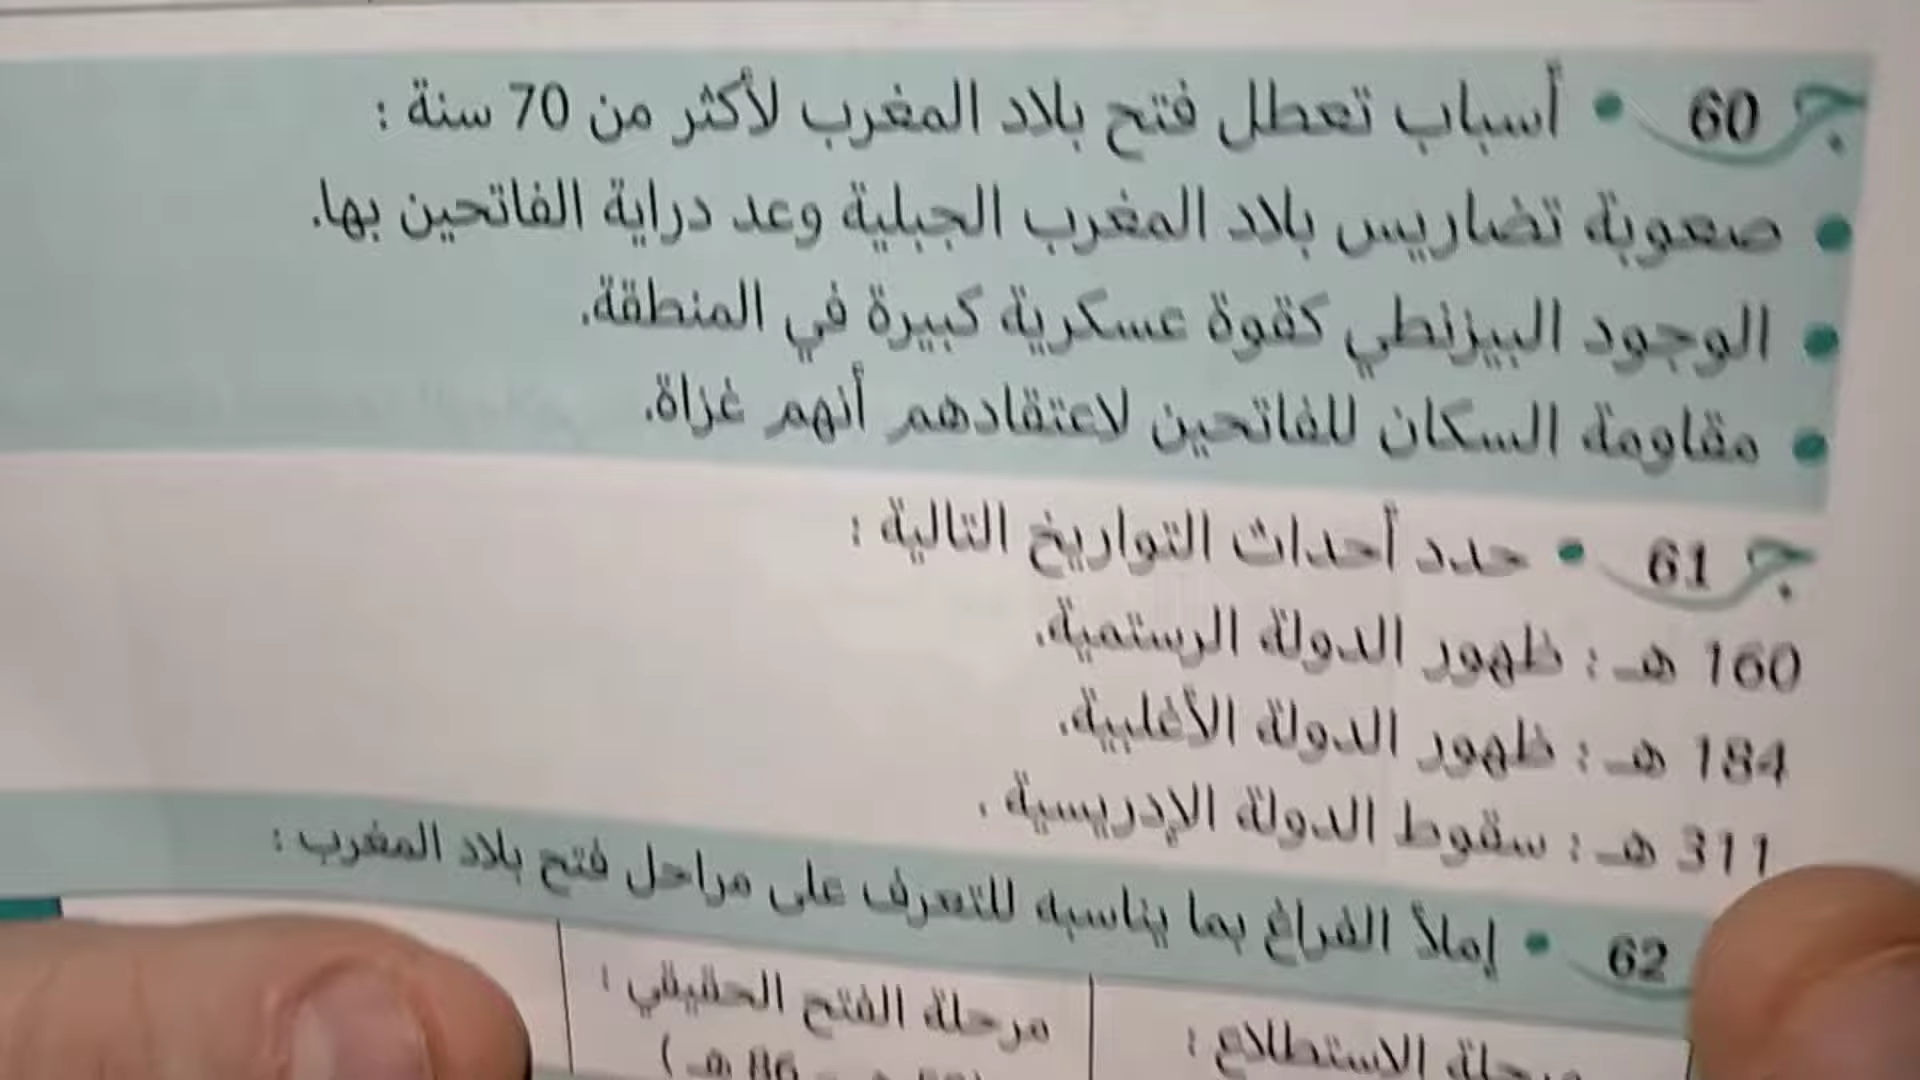 ج 60 • أسباب تعطل فتح بلاد المغرب لأكثر من 70 سنة :
• صعوبة تضاريس بلاد المغرب الجبلية وعد دراية الفاتحين بها.
• الوجود البيزنطي كقوة عسكرية كبيرة في المنطقة.
• مقاومة السكان للفاتحين لاعتقادهم أنهم غزاة.
ج 61 • حدد أحداث التواريخ التالية :
160 هـ : ظهور الدولة الرستمية.
184 هـ : ظهور الدولة الأغلبية.
311 هـ : سقوط الدولة الإدريسية .
62 • إملأ الفراغ بما يناسبه للتعرف على مراحل فتح بلاد المغرب :
مرحلة الاستطلاع :
مرحلة الفتح الحقيقي :
86 هـ )